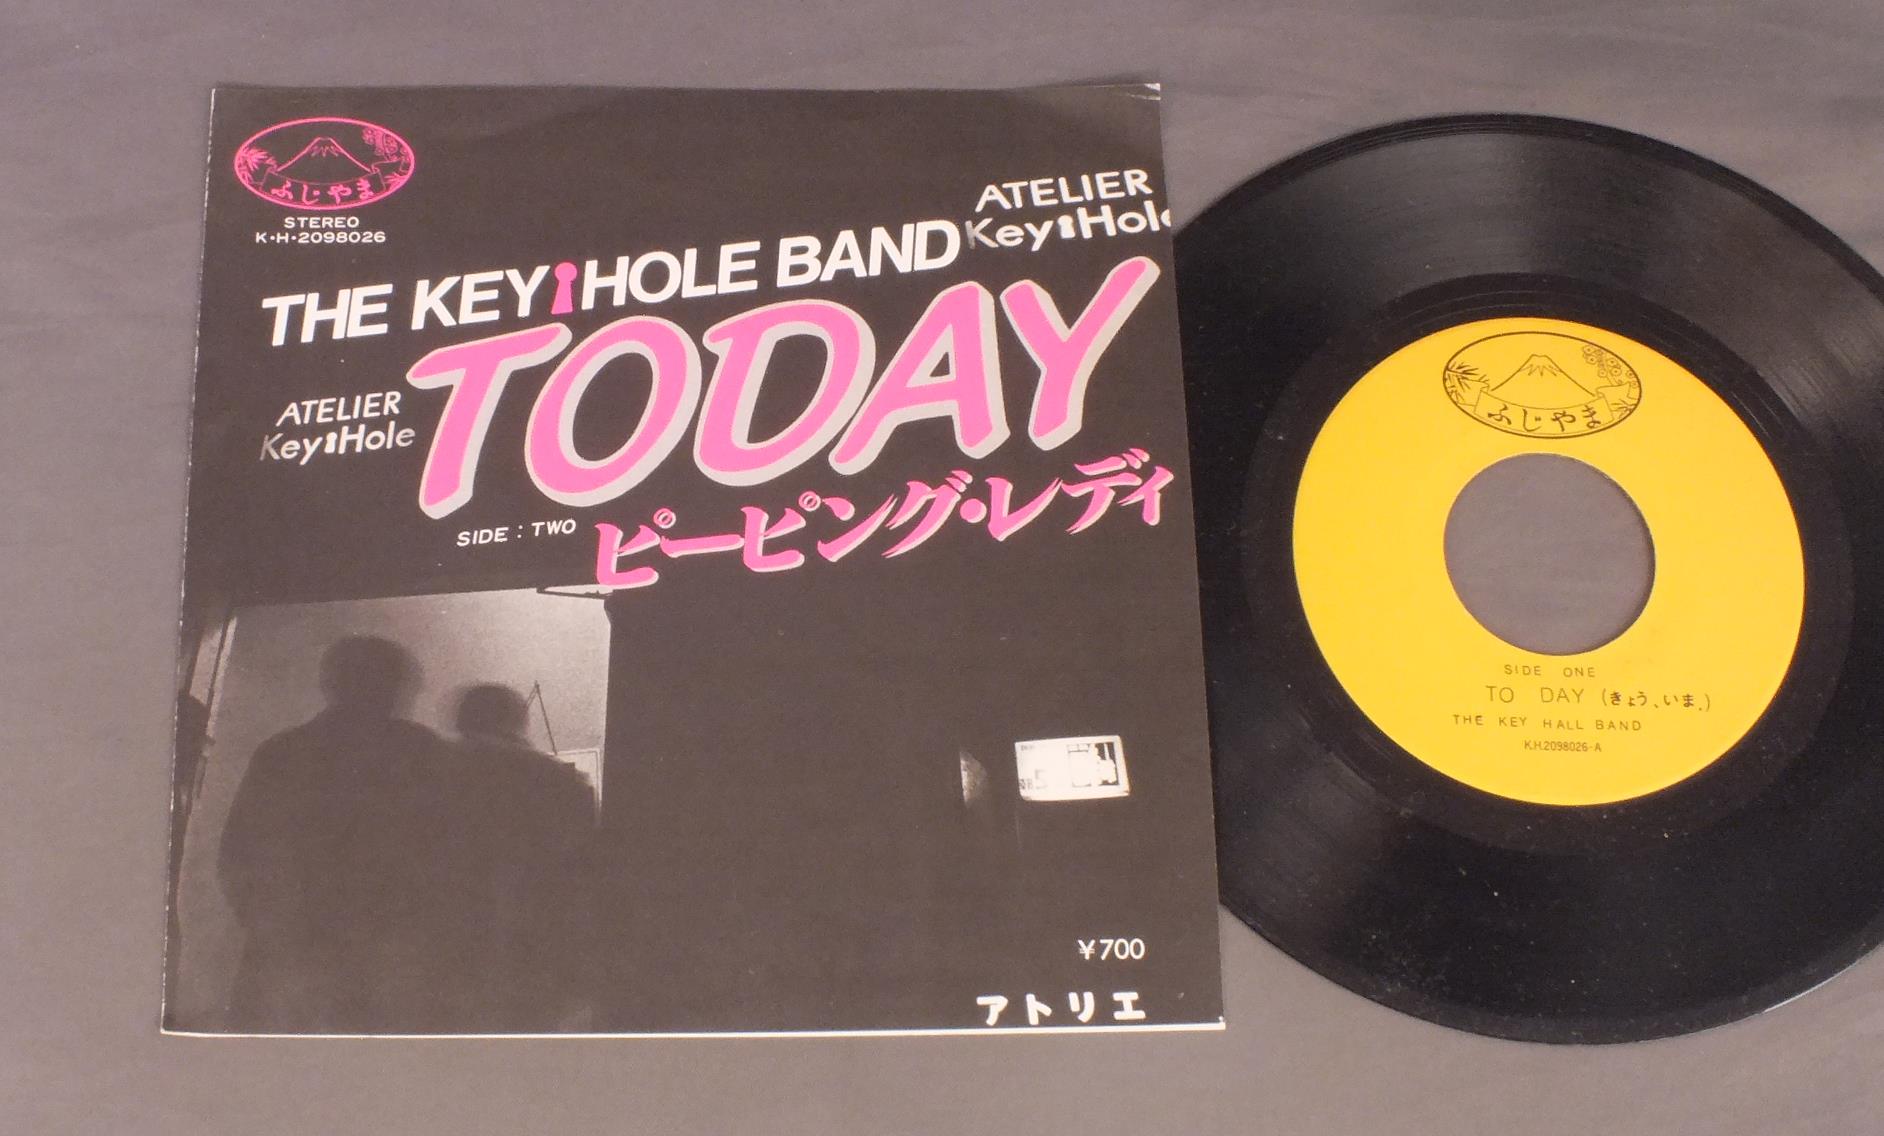 ふじやま
STEREO
K・H・2098026
ATELIER
Key Hole
THE KEY HOLE BAND
TODAY
ATELIER
Key Hole
SIDE : TWO
ピーピング・レディ
¥700
アトリエ
ふじやま
SIDE ONE
TO DAY (きょう、いま.)
THE KEY HALL BAND
K.H.2098026-A